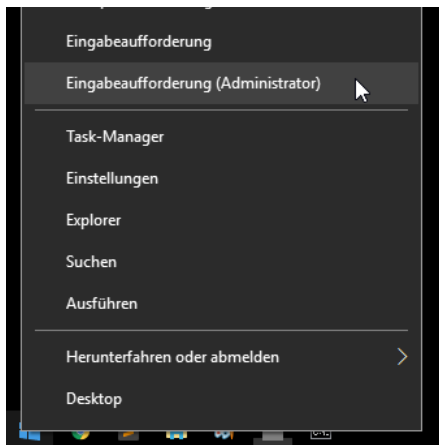 Eingabeaufforderung
Eingabeaufforderung (Administrator)
Task-Manager
Einstellungen
Explorer
Suchen
Ausführen
Herunterfahren oder abmelden
Desktop